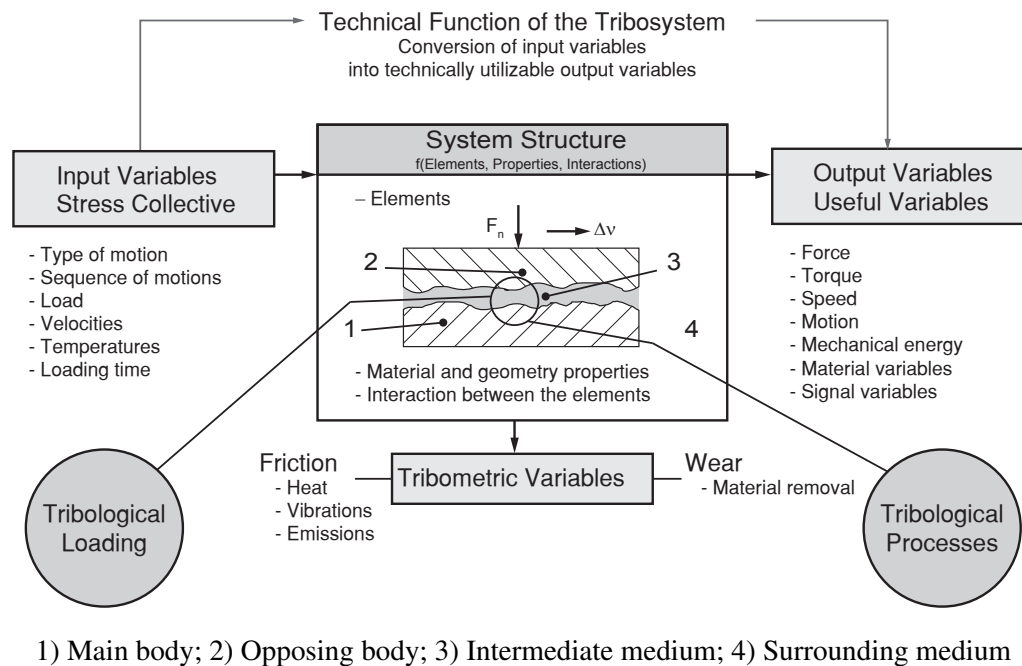 Technical Function of the Tribosystem
Conversion of input variables
into technically utilizable output variables
Input Variables
Stress Collective
- Type of motion
- Sequence of motions
- Load
- Velocities
- Temperatures
- Loading time
System Structure
f(Elements, Properties, Interactions)
– Elements
Fn
Δν
2
3
1
4
- Material and geometry properties
- Interaction between the elements
Output Variables
Useful Variables
- Force
- Torque
- Speed
- Motion
- Mechanical energy
- Material variables
- Signal variables
Tribological
Loading
Friction
- Heat
- Vibrations
- Emissions
Tribometric Variables
Wear
- Material removal
Tribological
Processes
1) Main body; 2) Opposing body; 3) Intermediate medium; 4) Surrounding medium